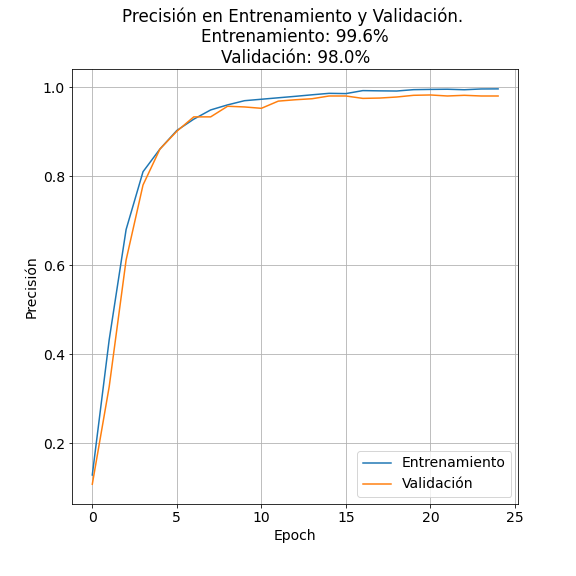 Precisión en Entrenamiento y Validación.
Entrenamiento: 99.6%
Validación: 98.0%
1.0
0.8
0.6
0.4
0.2
Precisión
Entrenamiento
Validación
0 5 10 15 20 25
Epoch